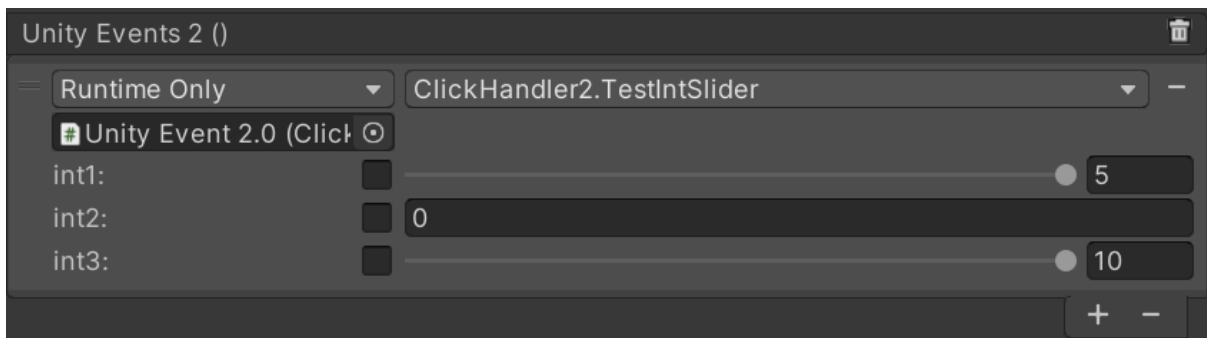 Unity Events 2 ()
Runtime Only ClickHandler2.TestIntSlider
Unity Event 2.0 (Click
int1: 5
int2: 0
int3: 10